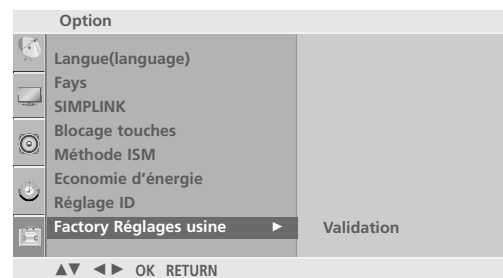 Option
Langue(language)
Fays
SIMPLINK
Blocage touches
Méthode ISM
Economie d'énergie
Réglage ID
Factory Réglages usine ► Validation
▲▼ ◄► OK RETURN